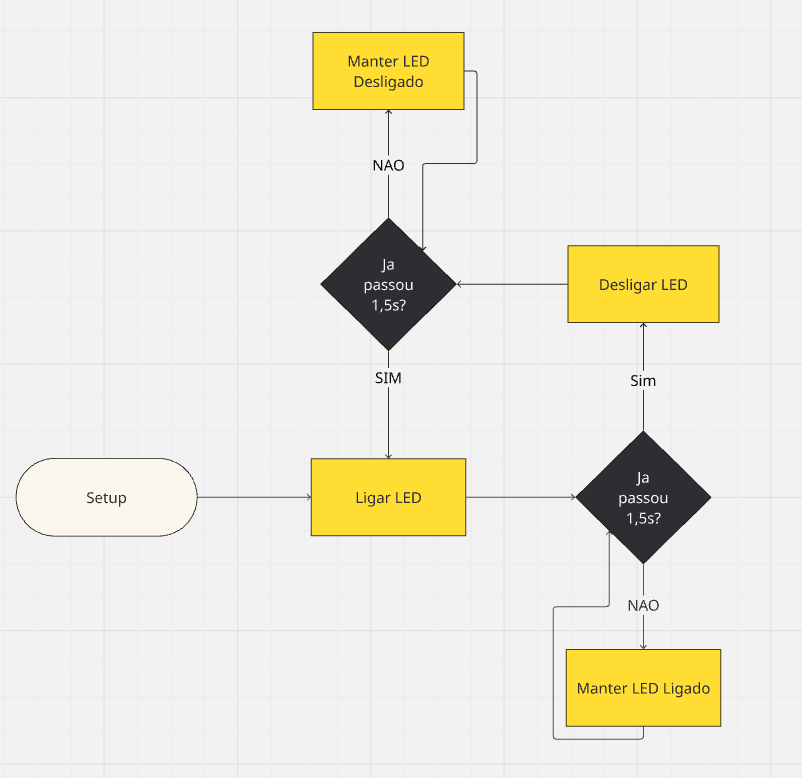 Manter LED
Desligado
NAO
Ja
passou
1,5s?
Desligar LED
SIM
Sim
Setup
Ligar LED
Ja
passou
1,5s?
NAO
Manter LED Ligado